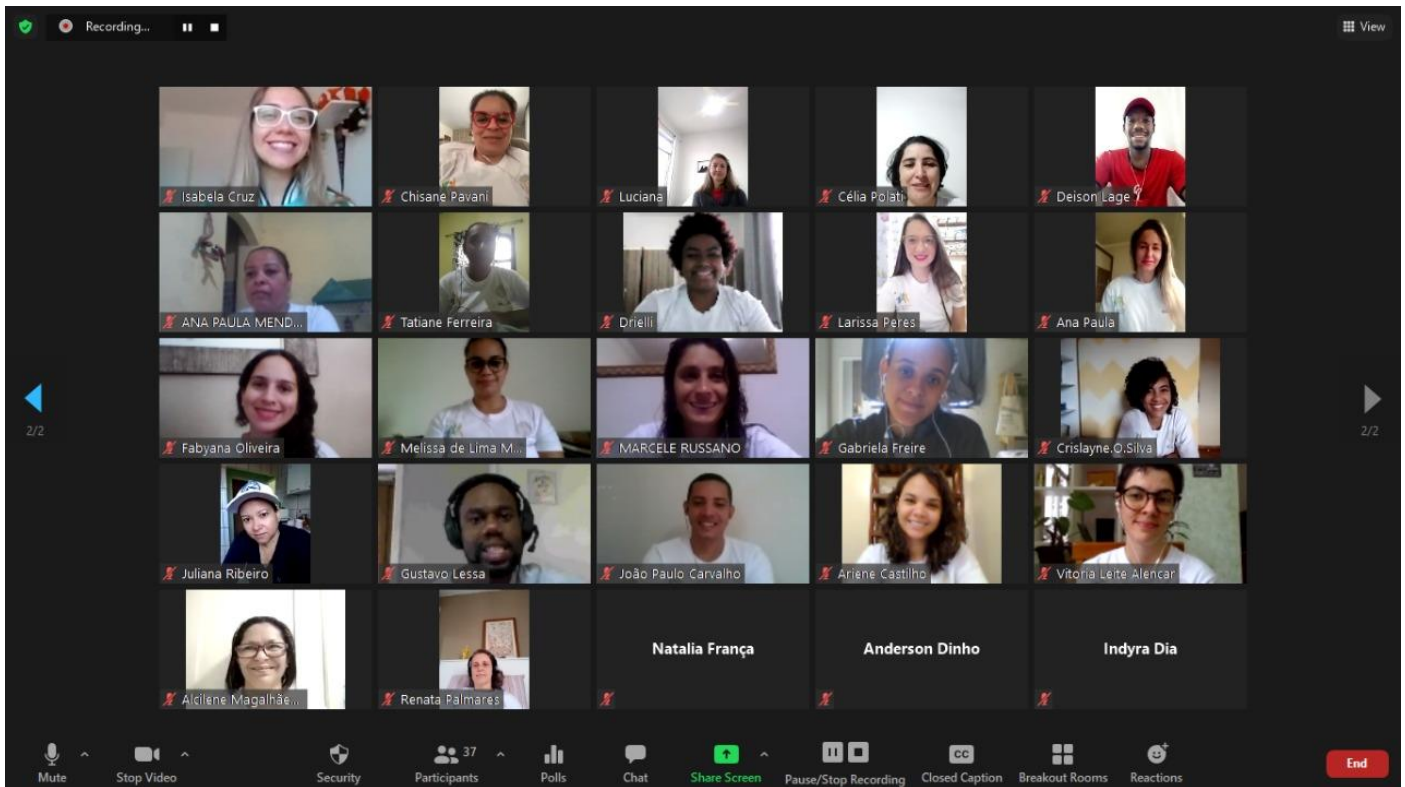 Recording...
View
Isabela Cruz
Chisane Pavani
Luciana
Célia Polati
Deison Lage
ANA PAULA MEND...
Tatiane Ferreira
Drielli
Larissa Peres
Ana Paula
Fabyana Oliveira
Melissa de Lima M...
MARCELE RUSSANO
Gabriela Freire
Crislayne.O.Silva
2/2
2/2
Juliana Ribeiro
Gustavo Lessa
João Paulo Carvalho
Ariene Castilho
Vitoria Leite Alencar
Alcilene Magalhãe...
Renata Palmares
Natalia França
Anderson Dinho
Indyra Dia
Mute
Stop Video
Security
Participants 37
Polls
Chat
Share Screen
Pause/Stop Recording
CC
Closed Caption
Breakout Rooms
Reactions
End